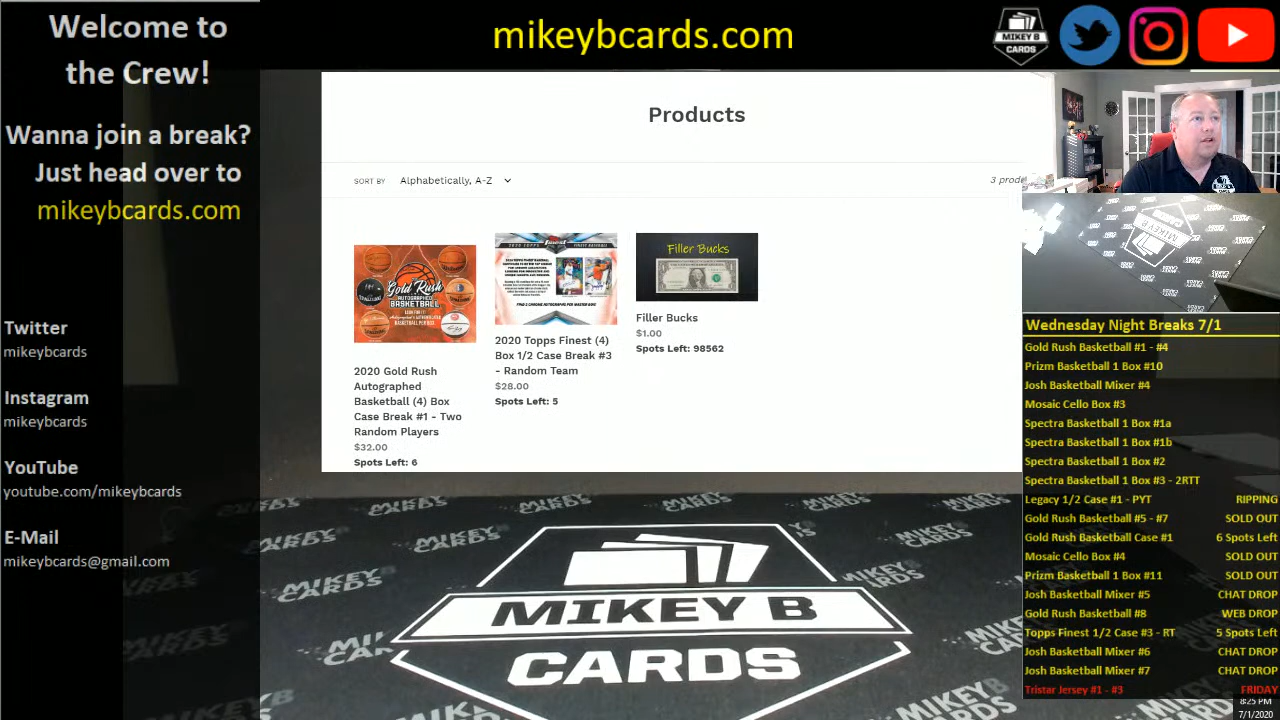 Welcome to
the Crew!
Wanna join a break?
Just head over to
mikeybcards.com
Twitter
mikeybcards
Instagram
mikeybcards
YouTube
youtube.com/mikeybcards
E-Mail
mikeybcards@gmail.com
mikeybcards.com
MIKEY B
CARDS
Products
SORT BY
Alphabetically, A-Z
3 prod
Gold Rush
AUTOGRAPHED
BASKETBALL
2020 Gold Rush
Autographed
Basketball (4) Box
Case Break #1 - Two
Random Players
$32.00
Spots Left: 6
2020 Topps Finest (4)
Box 1/2 Case Break #3
- Random Team
$28.00
Spots Left: 5
Filler Bucks
Filler Bucks
$1.00
Spots Left: 98562
MIKEY B
CARDS
Wednesday Night Breaks 7/1
Gold Rush Basketball #1 - #4
Prizm Basketball 1 Box #10
Josh Basketball Mixer #4
Mosaic Cello Box #3
Spectra Basketball 1 Box #1a
Spectra Basketball 1 Box #1b
Spectra Basketball 1 Box #2
Spectra Basketball 1 Box #3 - 2RTT
Legacy 1/2 Case #1 - PYT RIPPING
Gold Rush Basketball #5 - #7 SOLD OUT
Gold Rush Basketball Case #1 6 Spots Left
Mosaic Cello Box #4 SOLD OUT
Prizm Basketball 1 Box #11 SOLD OUT
Josh Basketball Mixer #5 CHAT DROP
Gold Rush Basketball #8 WEB DROP
Topps Finest 1/2 Case #3 - RT 5 Spots Left
Josh Basketball Mixer #6 CHAT DROP
Josh Basketball Mixer #7 CHAT DROP
Tristar Jersey #1 - #3 FRIDAY
8:25 PM
7/1/2020